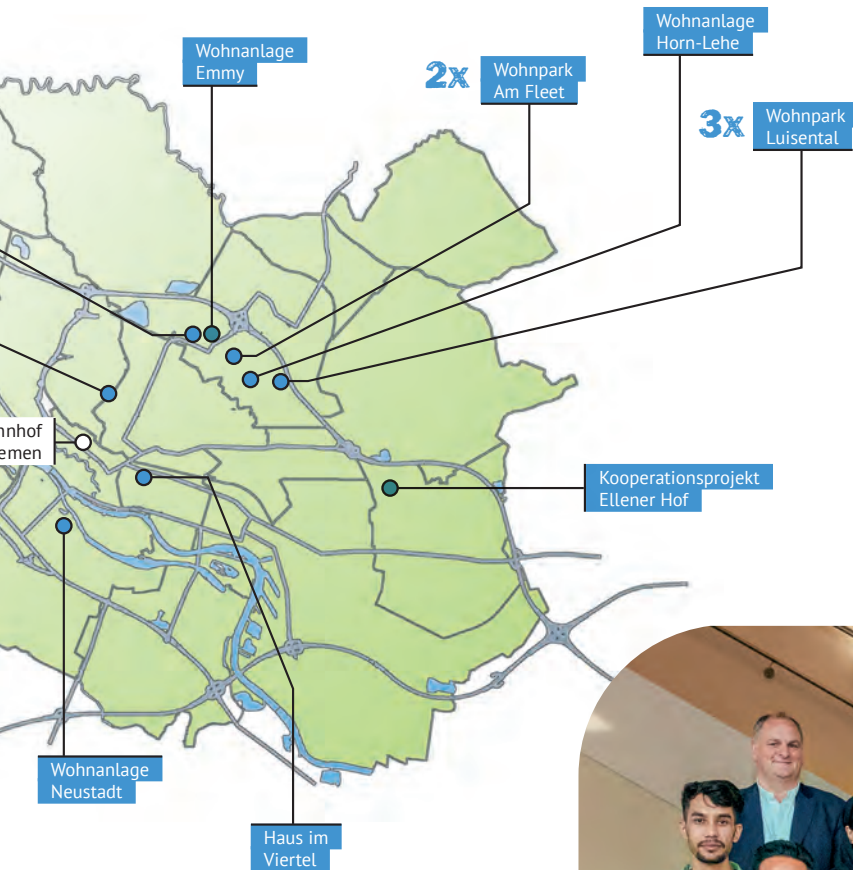 Wohnanlage
Emmy
2x
Wohnpark
Am Fleet
Wohnanlage
Horn-Lehe
3x
Wohnpark
Luisental
Kooperationsprojekt
Ellener Hof
Wohnanlage
Neustadt
Haus im
Viertel